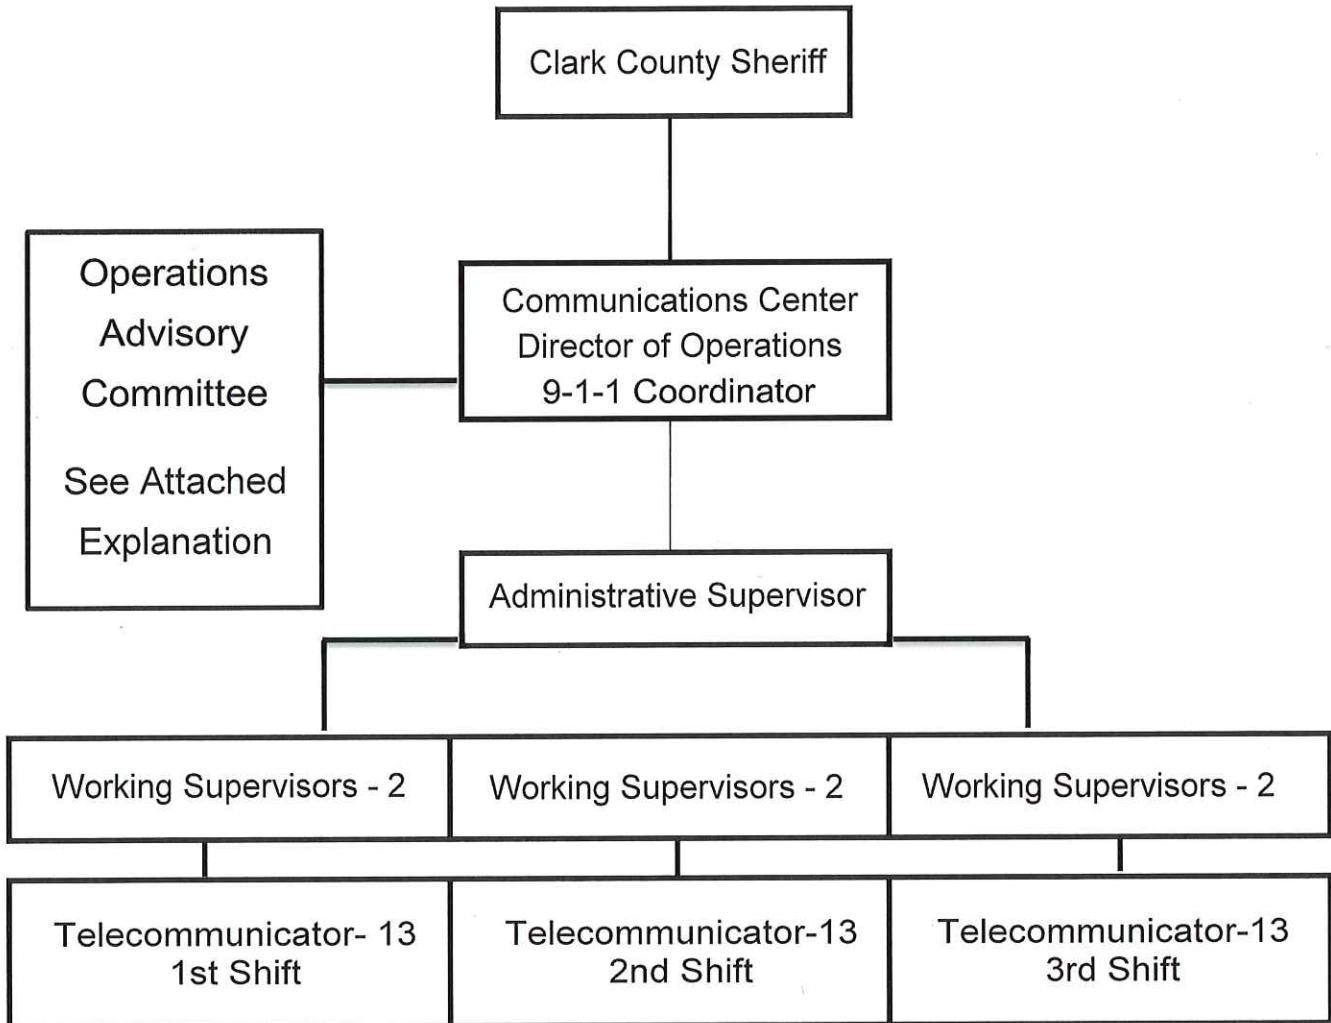 Clark County Sheriff
Operations
Advisory
Committee
See Attached
Explanation
Communications Center
Director of Operations
9-1-1 Coordinator
Administrative Supervisor
Working Supervisors - 2
Working Supervisors - 2
Working Supervisors - 2
Telecommunicator- 13
1st Shift
Telecommunicator-13
2nd Shift
Telecommunicator-13
3rd Shift